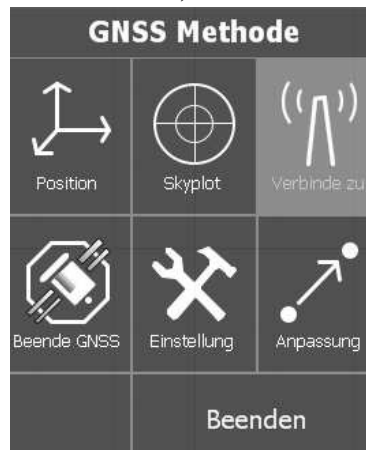 GNSS Methode
Position Skyplot Verbinde zu
Beende GNSS Einstellung Anpassung
Beenden